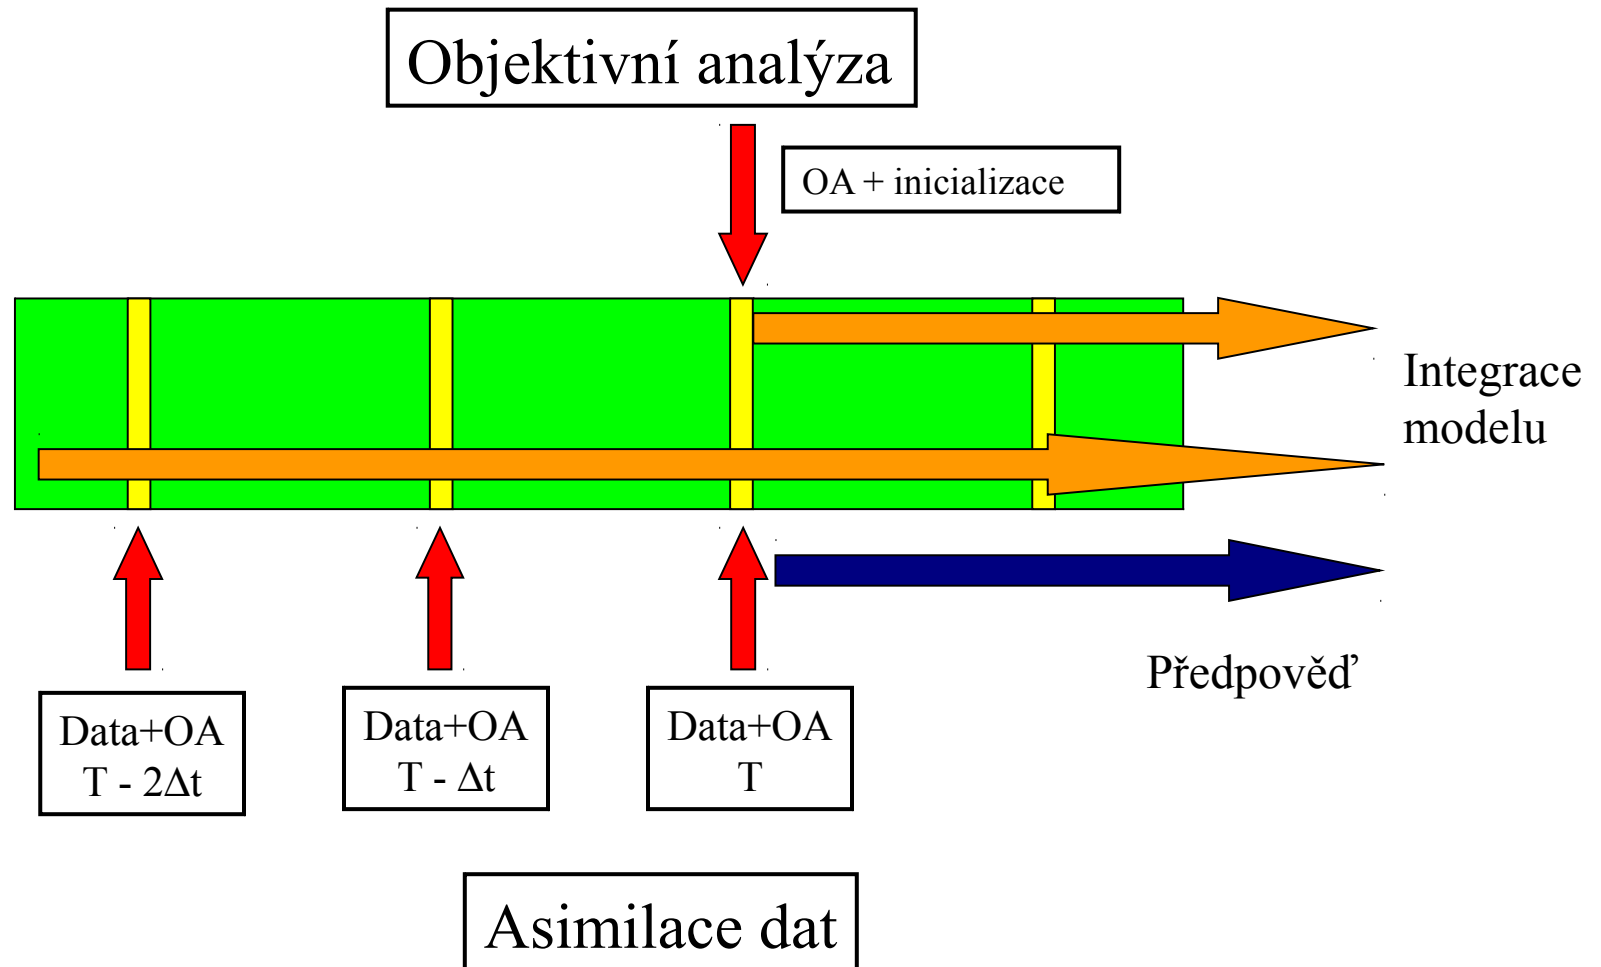 Objektivní analýza
OA + inicializace
Integrace
modelu
Předpověď
Data+OA
T - 2Δt
Data+OA
T - Δt
Data+OA
T
Asimilace dat